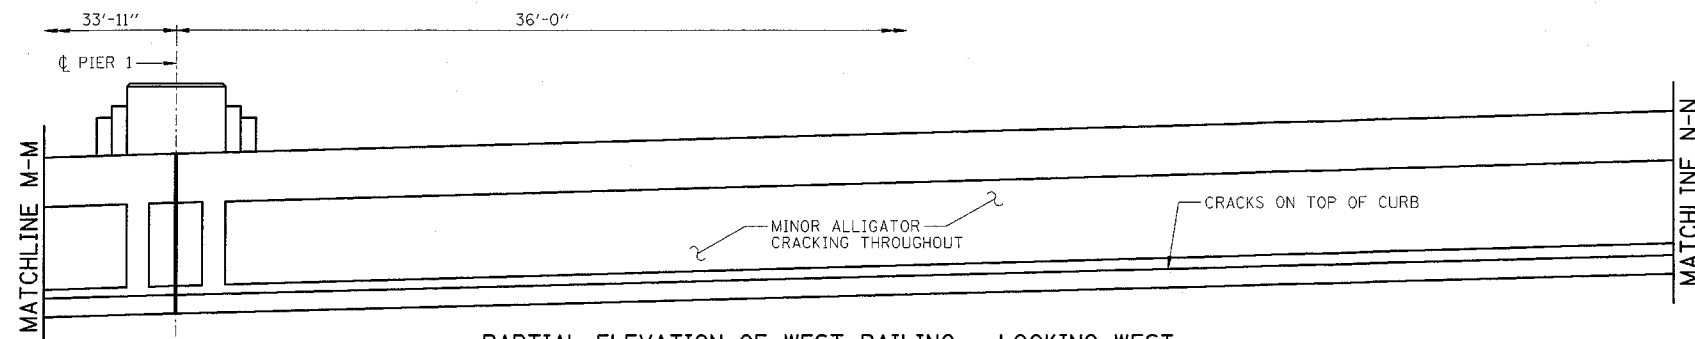 33'-11"
36'-0"
℄ PIER 1
MATCHLINE M-M
MATCHLINE N-N
CRACKS ON TOP OF CURB
MINOR ALLIGATOR
CRACKING THROUGHOUT
PARTIAL ELEVATION OF WEST RAILING - LOOKING WEST